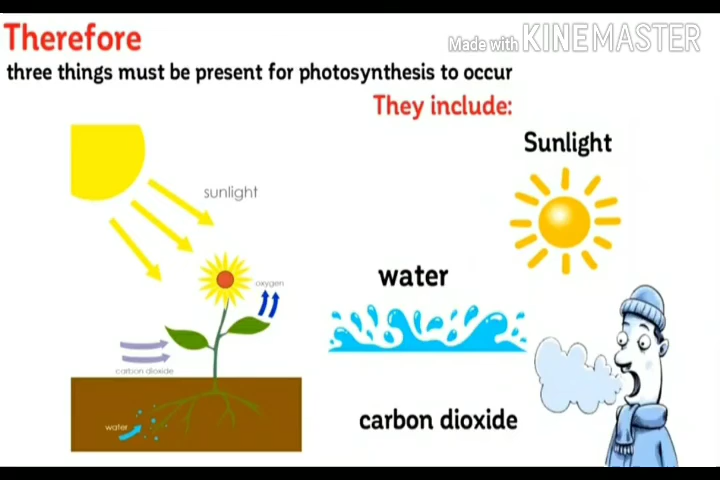 Therefore
Made with KINEMASTER
three things must be present for photosynthesis to occur
They include:
Sunlight
sunlight
water
oxygen
carbon dioxide
carbon dioxide
water